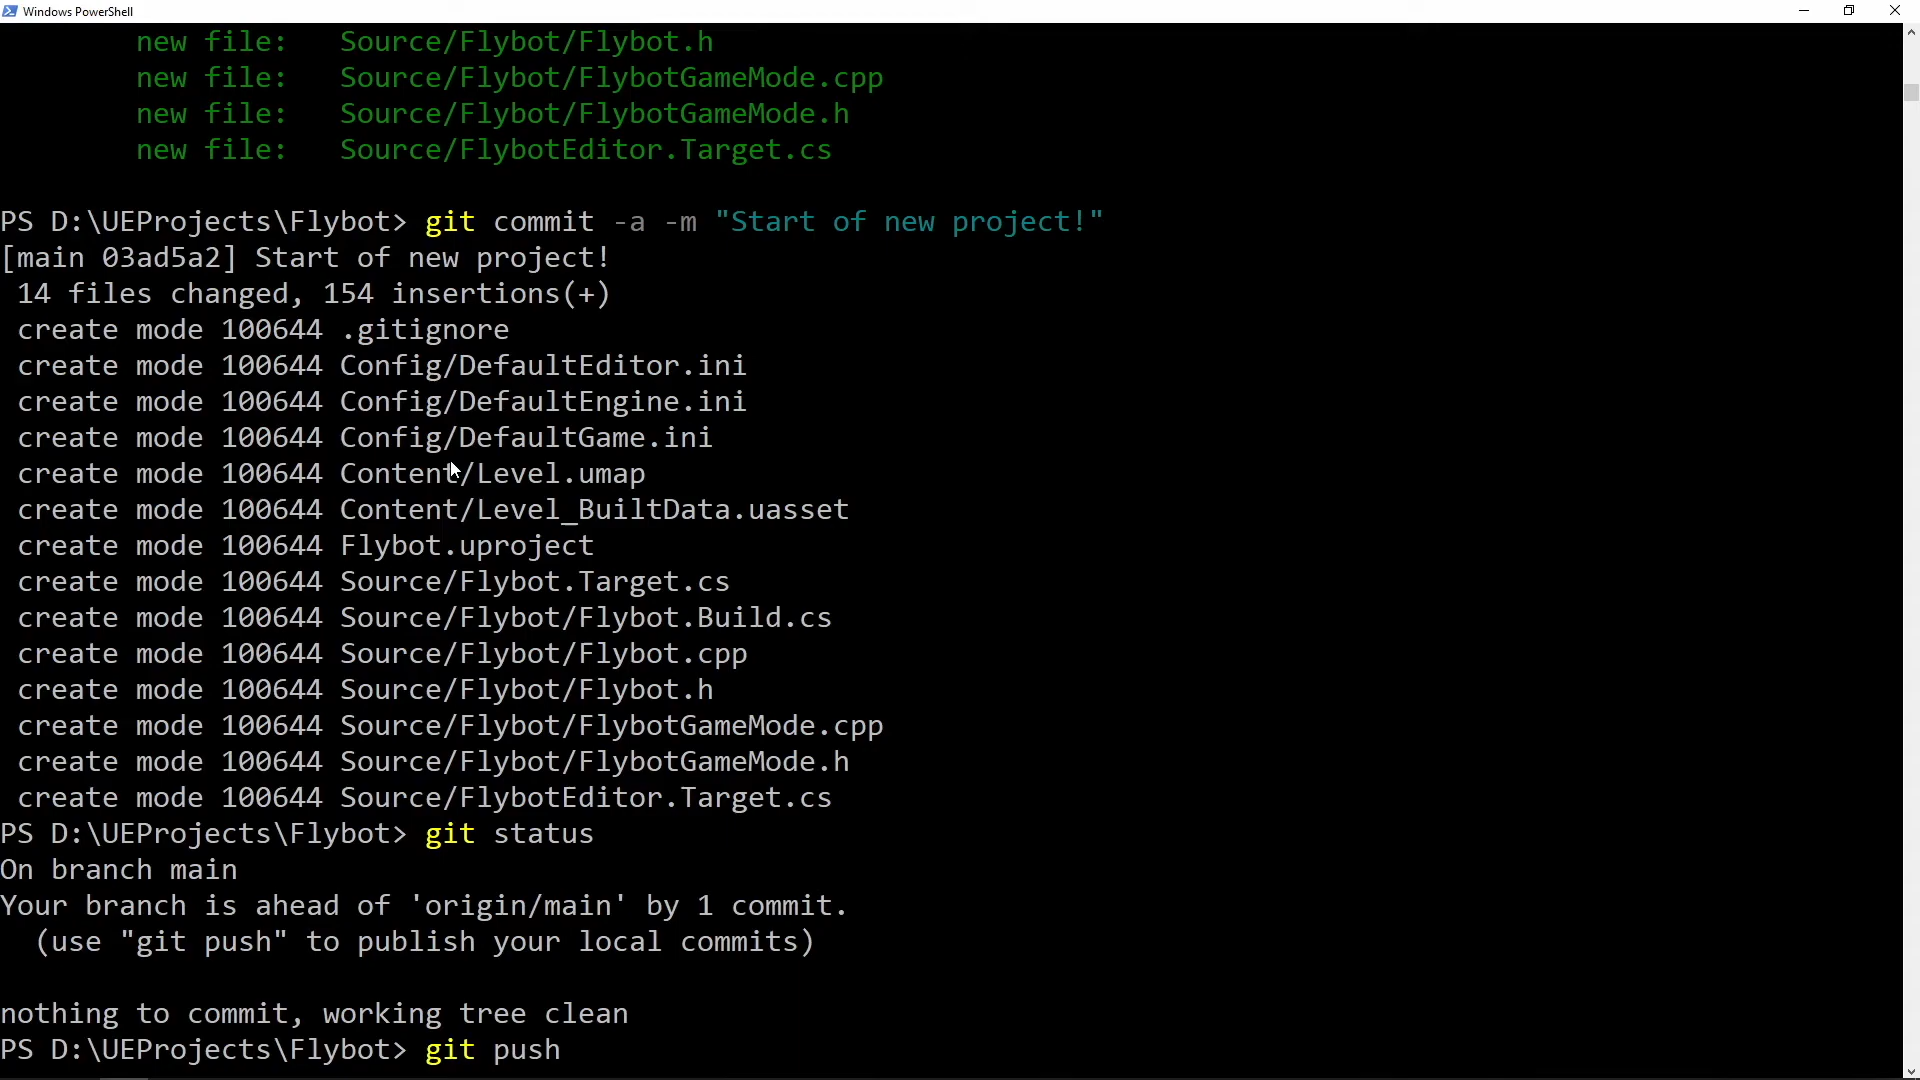 Windows PowerShell
new file:   Source/Flybot/Flybot.h
new file:   Source/Flybot/FlybotGameMode.cpp
new file:   Source/Flybot/FlybotGameMode.h
new file:   Source/FlybotEditor.Target.cs
PS D:\UEProjects\Flybot> git commit -a -m "Start of new project!"
[main 03ad5a2] Start of new project!
14 files changed, 154 insertions(+)
create mode 100644 .gitignore
create mode 100644 Config/DefaultEditor.ini
create mode 100644 Config/DefaultEngine.ini
create mode 100644 Config/DefaultGame.ini
create mode 100644 Content/Level.umap
create mode 100644 Content/Level_BuiltData.uasset
create mode 100644 Flybot.uproject
create mode 100644 Source/Flybot.Target.cs
create mode 100644 Source/Flybot/Flybot.Build.cs
create mode 100644 Source/Flybot/Flybot.cpp
create mode 100644 Source/Flybot/Flybot.h
create mode 100644 Source/Flybot/FlybotGameMode.cpp
create mode 100644 Source/Flybot/FlybotGameMode.h
create mode 100644 Source/FlybotEditor.Target.cs
PS D:\UEProjects\Flybot> git status
On branch main
Your branch is ahead of 'origin/main' by 1 commit.
(use "git push" to publish your local commits)
nothing to commit, working tree clean
PS D:\UEProjects\Flybot> git push